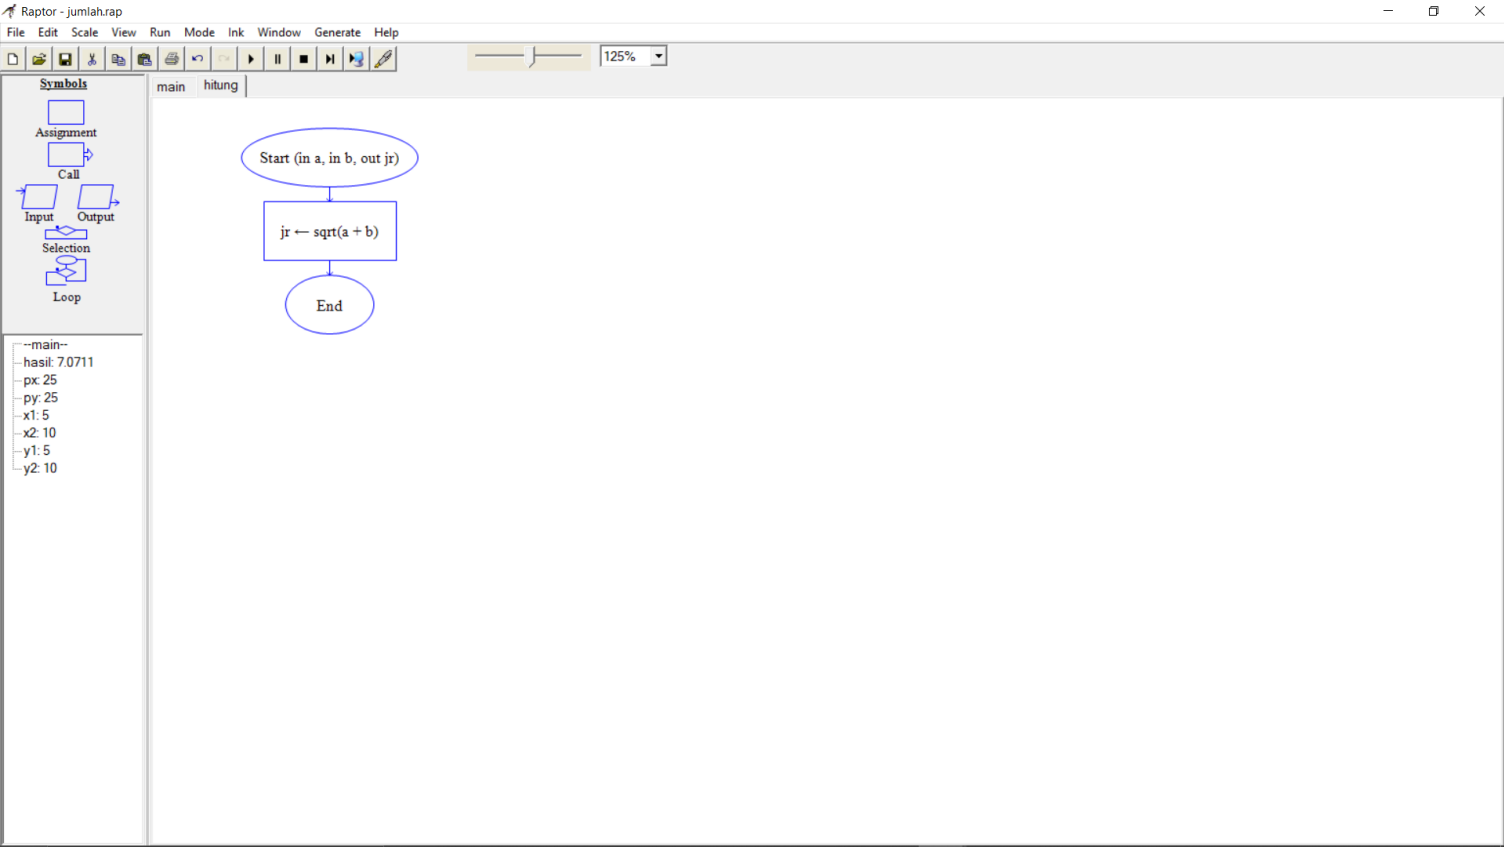 Raptor - jumlah.rap
File Edit Scale View Run Mode Ink Window Generate Help
125%
Symbols
Assignment
Call
Input Output
Selection
Loop
main hitung
Start (in a, in b, out jr)
jr ← sqrt(a + b)
End
--main--
hasil: 7.0711
px: 25
py: 25
x1: 5
x2: 10
y1: 5
y2: 10